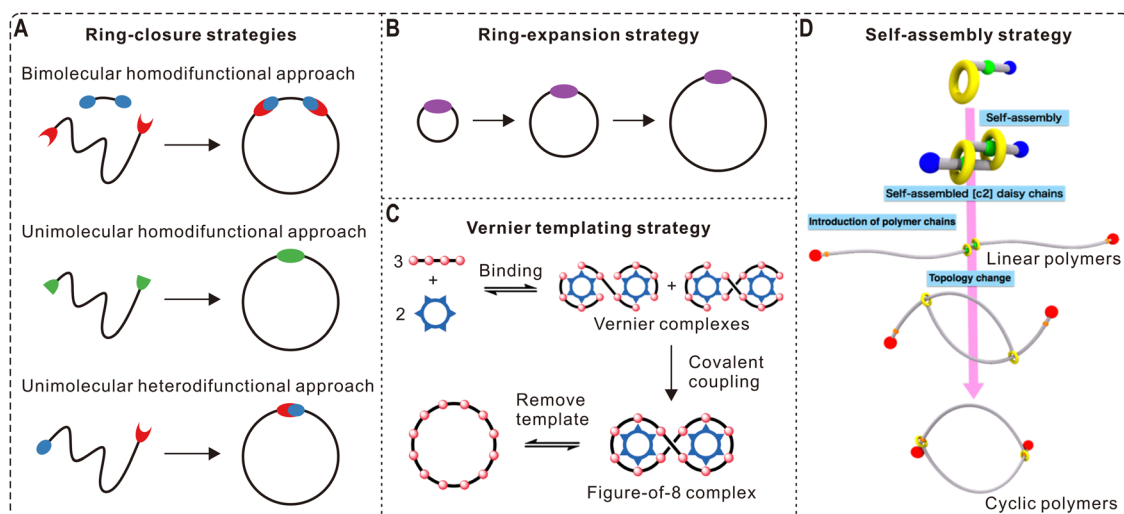 A
Ring-closure strategies
Bimolecular homodifunctional approach
Unimolecular homodifunctional approach
Unimolecular heterodifunctional approach
B
Ring-expansion strategy
C
Vernier templating strategy
3
+
2
Binding
+
Vernier complexes
Covalent
coupling
Remove
template
Figure-of-8 complex
D
Self-assembly strategy
Self-assembly
Self-assembled [c2] daisy chains
Introduction of polymer chains
Linear polymers
Topology change
Cyclic polymers